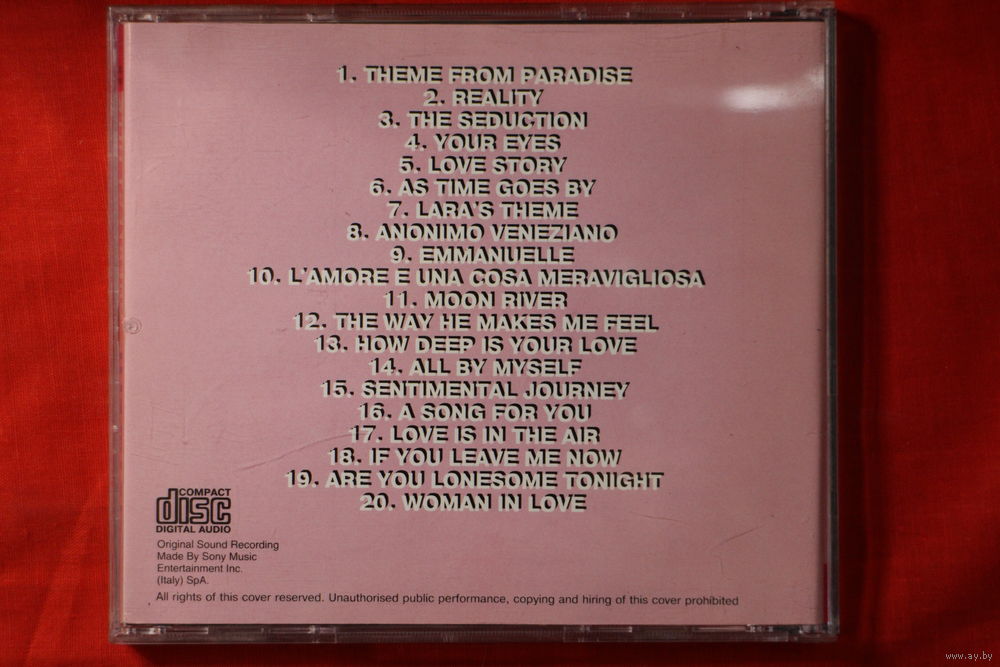 1. THEME FROM PARADISE
2. REALITY
3. THE SEDUCTION
4. YOUR EYES
5. LOVE STORY
6. AS TIME GOES BY
7. LARA'S THEME
8. ANONIMO VENEZIANO
9. EMMANUELLE
10. L'AMORE E UNA COSA MERAVIGLIOSA
11. MOON RIVER
12. THE WAY HE MAKES ME FEEL
13. HOW DEEP IS YOUR LOVE
14. ALL BY MYSELF
15. SENTIMENTAL JOURNEY
16. A SONG FOR YOU
17. LOVE IS IN THE AIR
18. IF YOU LEAVE ME NOW
19. ARE YOU LONESOME TONIGHT
20. WOMAN IN LOVE
COMPACT
disc
DIGITAL AUDIO
Original Sound Recording
Made By Sony Music
Entertainment Inc.
(Italy) SpA.
All rights of this cover reserved. Unauthorised public performance, copying and hiring of this cover prohibited
www.ay.by